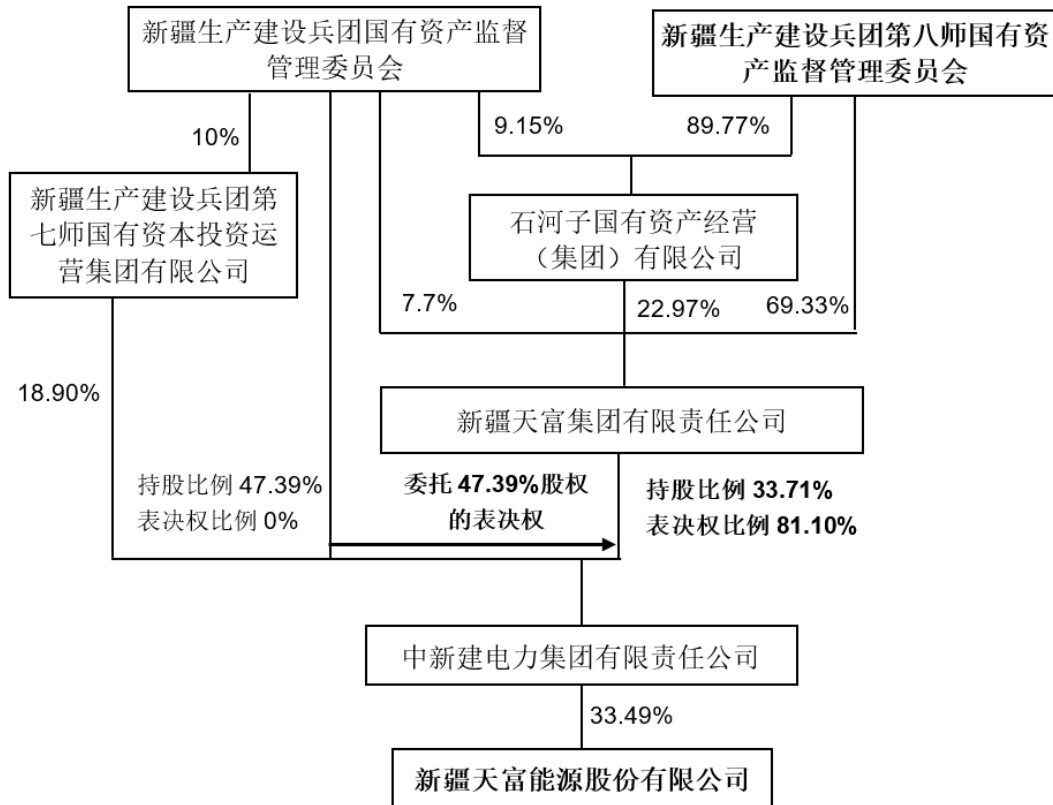 新疆生产建设兵团国有资产监督
管理委员会
新疆生产建设兵团第八师国有资
产监督管理委员会
10%
9.15%
89.77%
新疆生产建设兵团第
七师国有资本投资运
营集团有限公司
石河子国有资产经营
（集团）有限公司
7.7%
22.97%
69.33%
18.90%
新疆天富集团有限责任公司
持股比例 47.39%
表决权比例 0%
委托 47.39%股权
的表决权
持股比例 33.71%
表决权比例 81.10%
中新建电力集团有限责任公司
33.49%
新疆天富能源股份有限公司